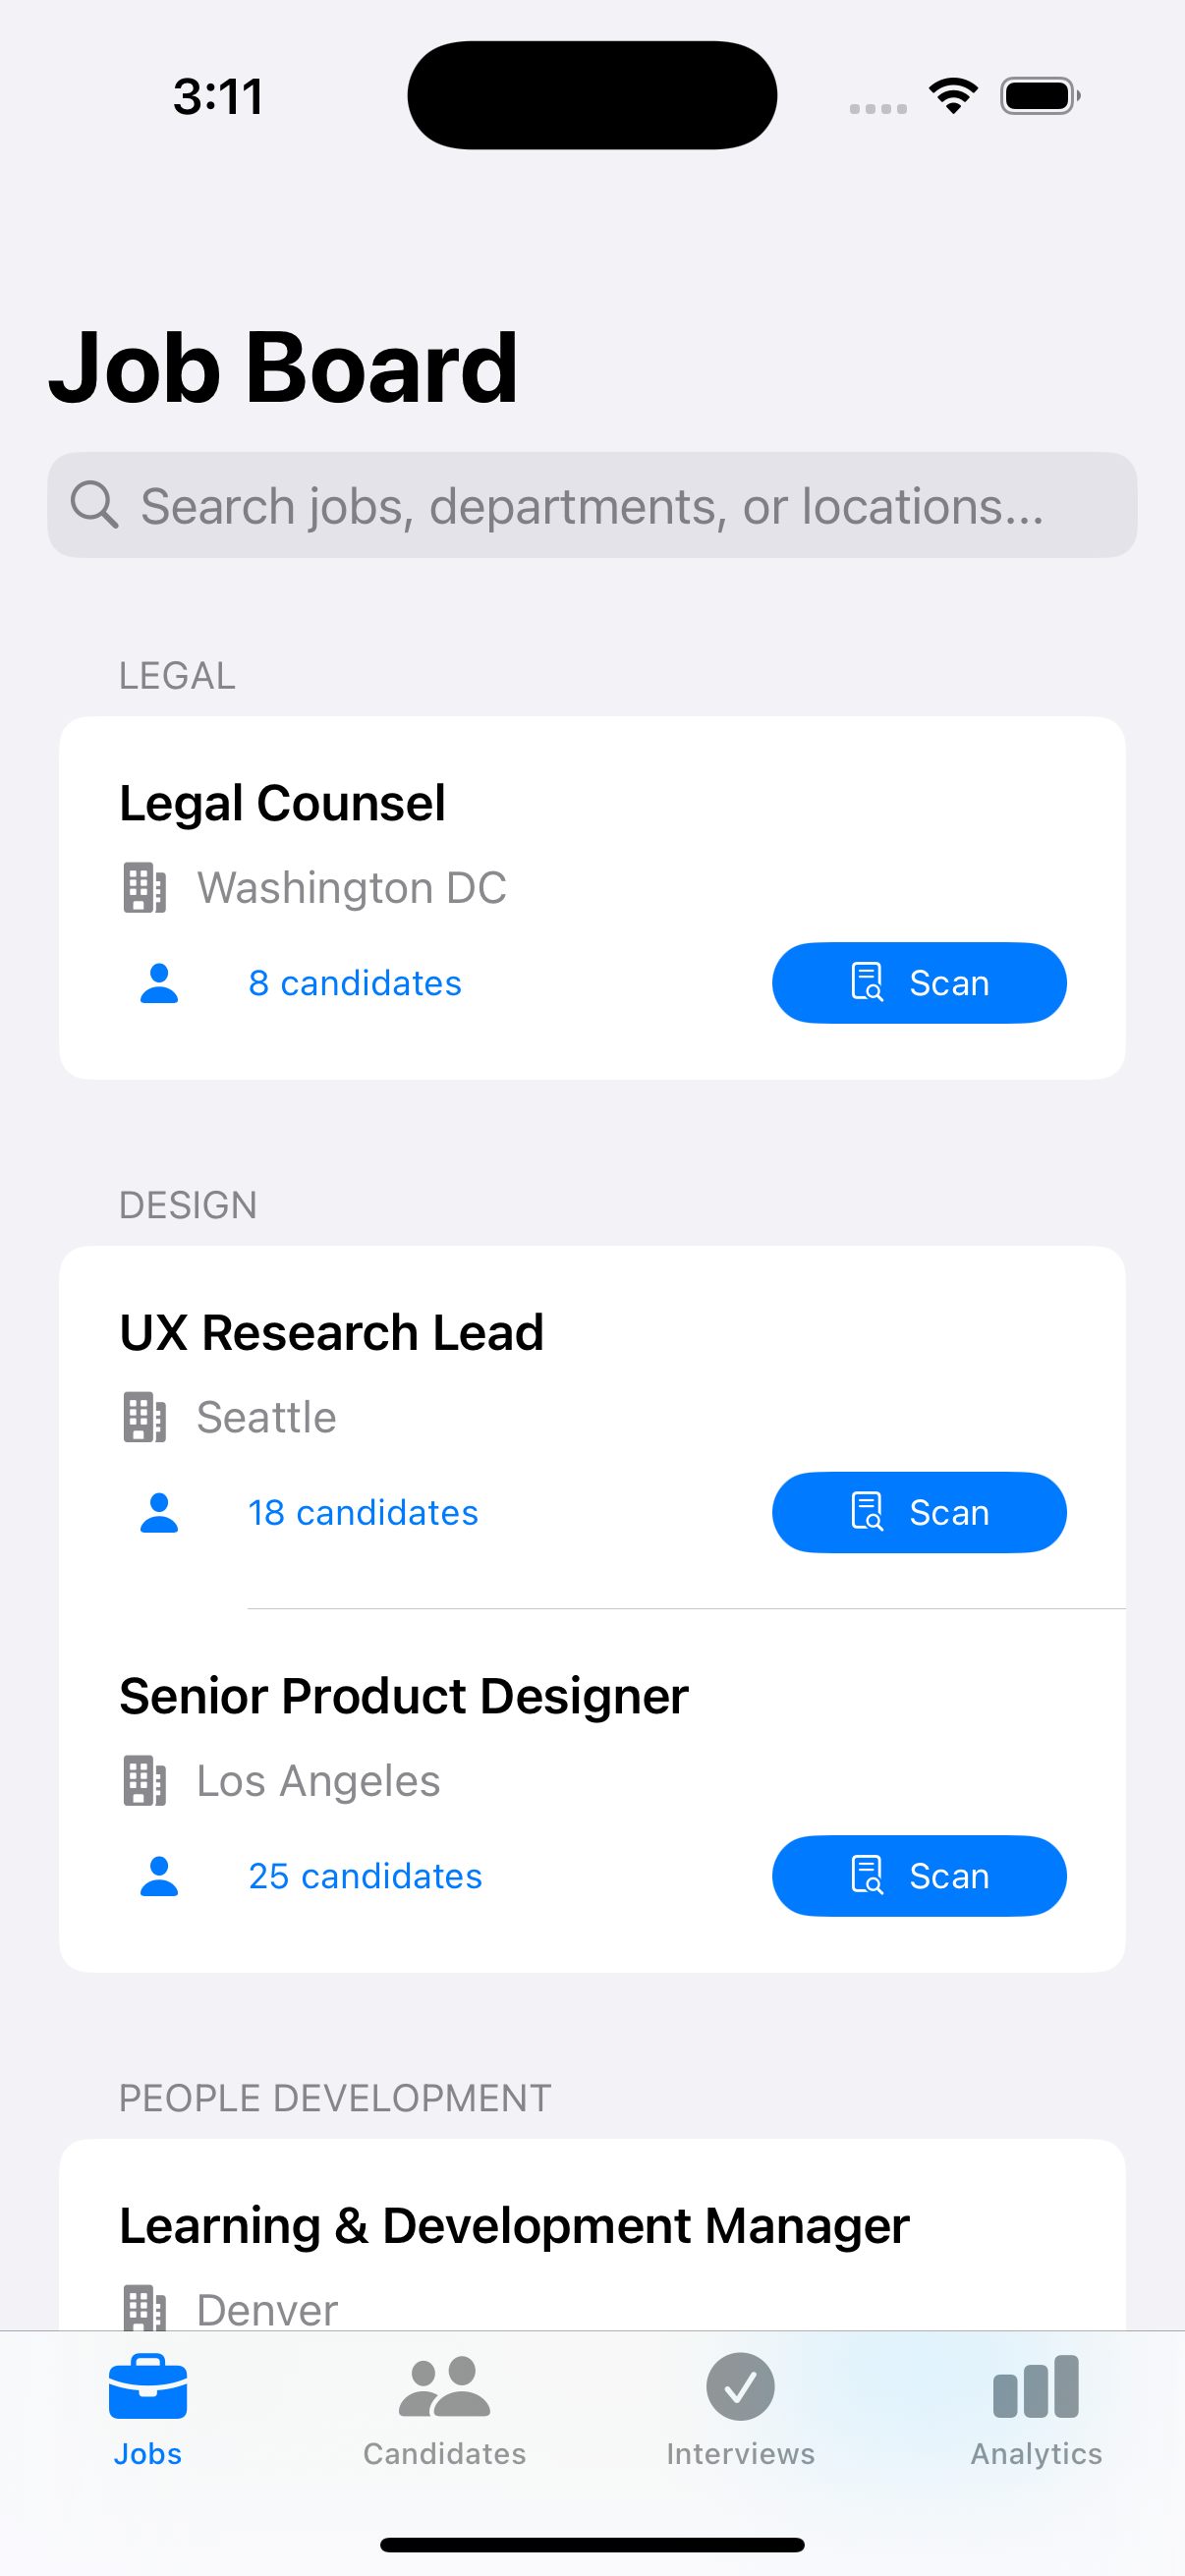 3:11
Job Board
Search jobs, departments, or locations...
LEGAL
Legal Counsel
Washington DC
8 candidates
Scan
DESIGN
UX Research Lead
Seattle
18 candidates
Scan
Senior Product Designer
Los Angeles
25 candidates
Scan
PEOPLE DEVELOPMENT
Learning & Development Manager
Denver
Jobs
Candidates
Interviews
Analytics